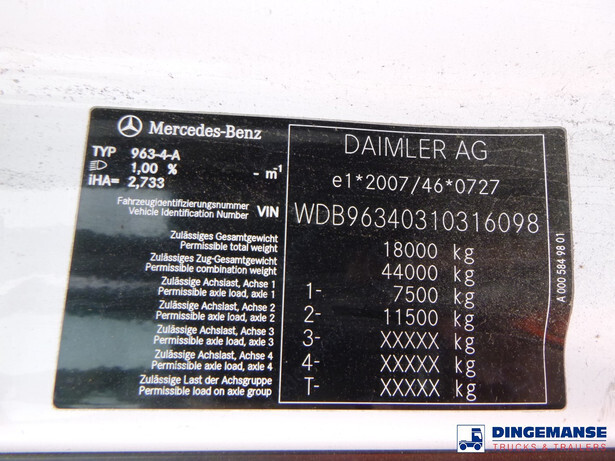 Mercedes-Benz
TYP 963-4-A
1,00 % - m-1
iHA= 2,733
DAIMLER AG
e1*2007/46*0727
Fahrzeugidentifizierungsnummer
Vehicle Identification Number VIN WDB96340310316098
Zulässiges Gesamtgewicht
Permissible total weight 18000 kg
Zulässiges Zug-Gesamtgewicht
Permissible combination weight 44000 kg
Zulässige Achslast, Achse 1
Permissible axle load, axle 1 1- 7500 kg
Zulässige Achslast, Achse 2
Permissible axle load, axle 2 2- 11500 kg
Zulässige Achslast, Achse 3
Permissible axle load, axle 3 3- XXXXX kg
Zulässige Achslast, Achse 4
Permissible axle load, axle 4 4- XXXXX kg
Zulässige Last der Achsgruppe
Permissible load on axle group T- XXXXX kg
A 000 584 98 01
DINGEMANSE
TRUCKS & TRAILERS